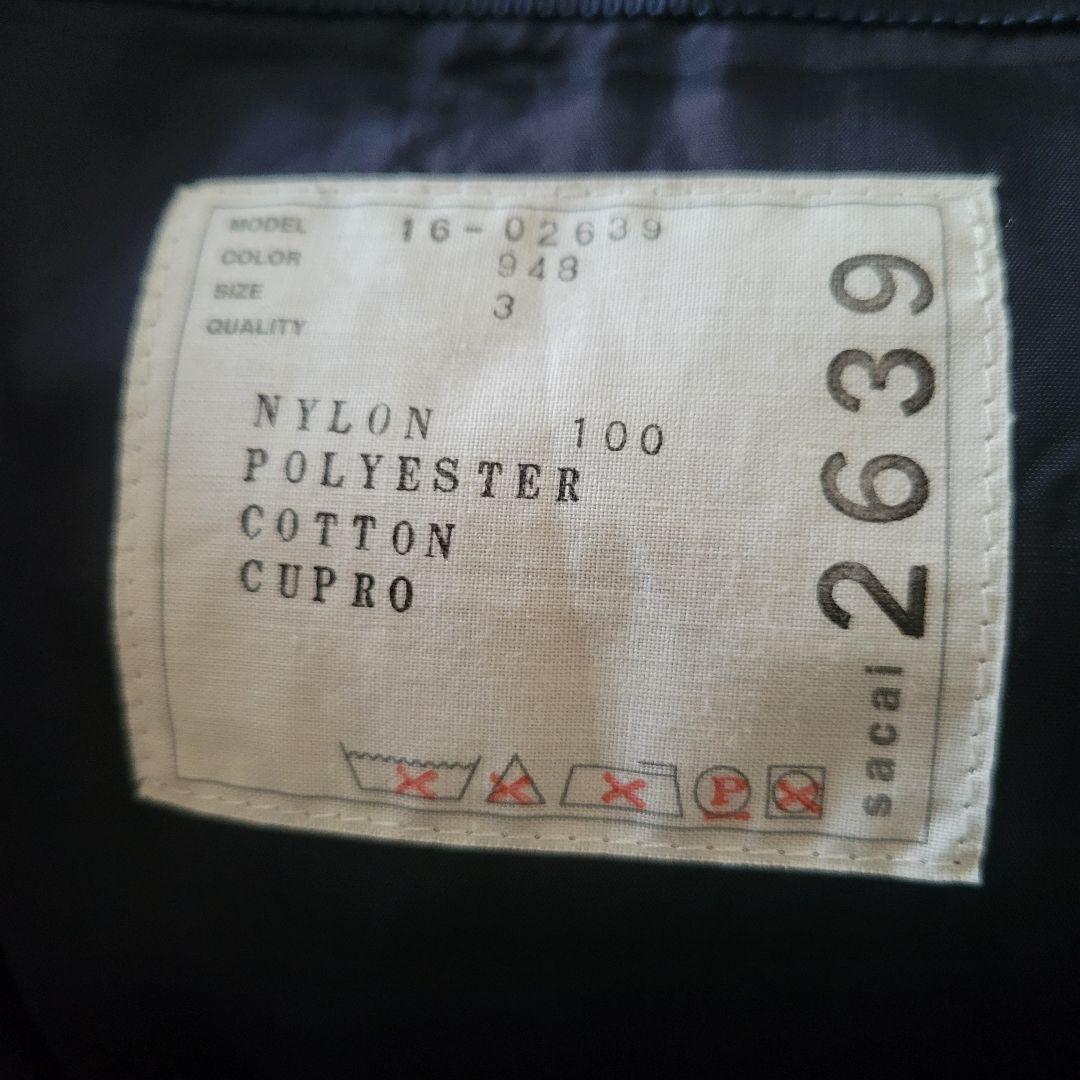 MODEL 16-02639
COLOR 948
SIZE 3
QUALITY
NYLON 100
POLYESTER
COTTON
CUPRO
P
sacai 2639